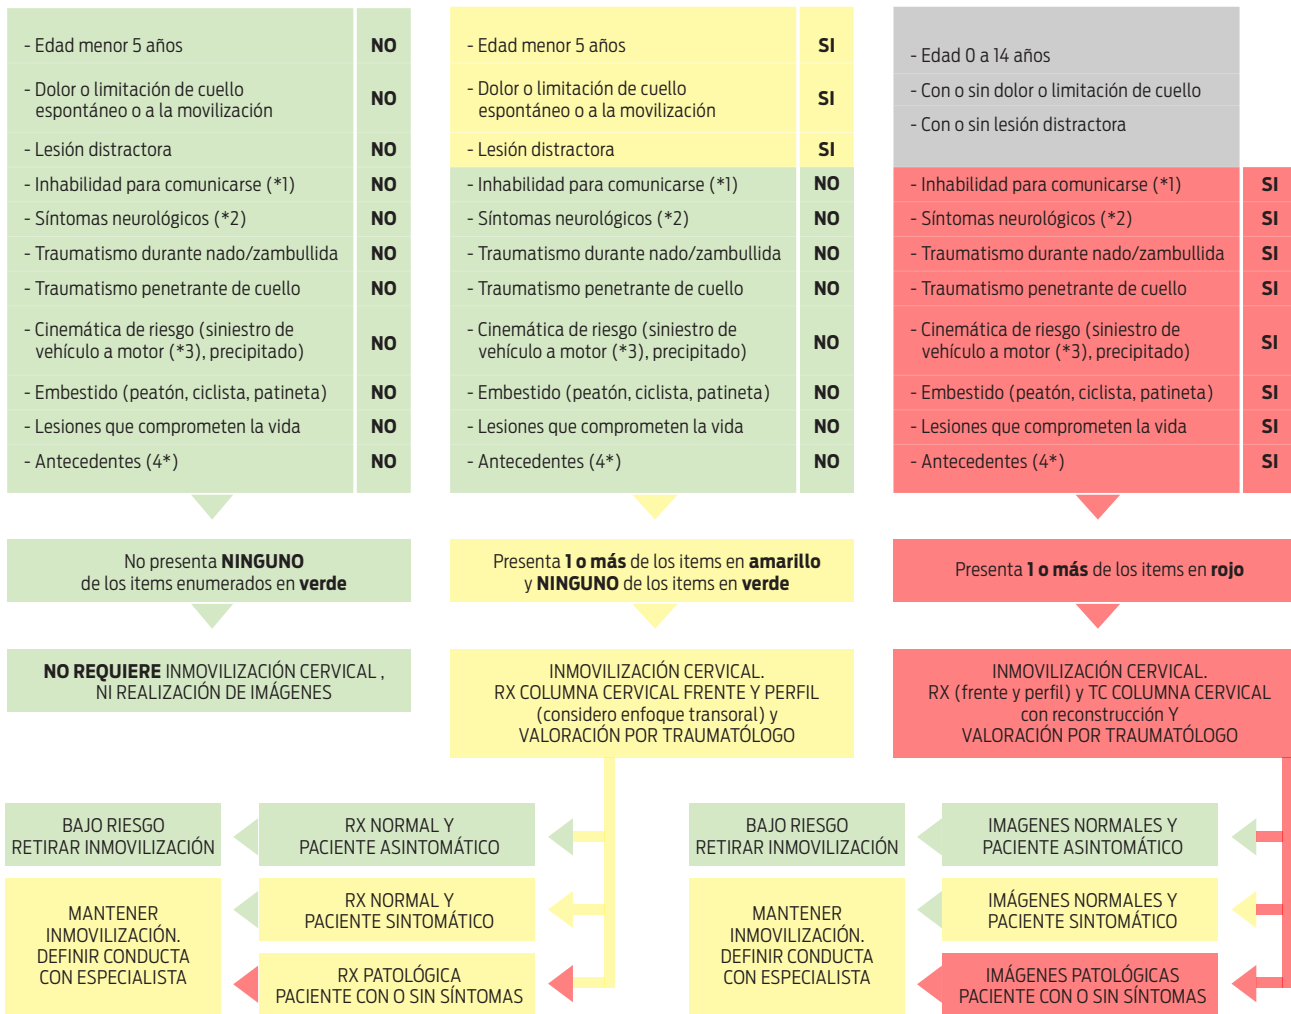 - Edad menor 5 años NO
- Dolor o limitación de cuello
espontáneo o a la movilización NO
- Lesión distractora NO
- Inhabilidad para comunicarse (*1) NO
- Síntomas neurológicos (*2) NO
- Traumatismo durante nado/zambullida NO
- Traumatismo penetrante de cuello NO
- Cinemática de riesgo (siniestro de
vehículo a motor (*3), precipitado) NO
- Embestido (peatón, ciclista, patineta) NO
- Lesiones que comprometen la vida NO
- Antecedentes (4*) NO
No presenta NINGUNO
de los items enumerados en verde
NO REQUIERE INMOVILIZACIÓN CERVICAL ,
NI REALIZACIÓN DE IMÁGENES
- Edad menor 5 años SI
- Dolor o limitación de cuello
espontáneo o a la movilización SI
- Lesión distractora SI
- Inhabilidad para comunicarse (*1) NO
- Síntomas neurológicos (*2) NO
- Traumatismo durante nado/zambullida NO
- Traumatismo penetrante de cuello NO
- Cinemática de riesgo (siniestro de
vehículo a motor (*3), precipitado) NO
- Embestido (peatón, ciclista, patineta) NO
- Lesiones que comprometen la vida NO
- Antecedentes (4*) NO
Presenta 1 o más de los items en amarillo
y NINGUNO de los items en verde
INMOVILIZACIÓN CERVICAL.
RX COLUMNA CERVICAL FRENTE Y PERFIL
(considero enfoque transoral) y
VALORACIÓN POR TRAUMATÓLOGO
- Edad 0 a 14 años
- Con o sin dolor o limitación de cuello
- Con o sin lesión distractora
- Inhabilidad para comunicarse (*1) SI
- Síntomas neurológicos (*2) SI
- Traumatismo durante nado/zambullida SI
- Traumatismo penetrante de cuello SI
- Cinemática de riesgo (siniestro de
vehículo a motor (*3), precipitado) SI
- Embestido (peatón, ciclista, patineta) SI
- Lesiones que comprometen la vida SI
- Antecedentes (4*) SI
Presenta 1 o más de los items en rojo
INMOVILIZACIÓN CERVICAL.
RX (frente y perfil) y TC COLUMNA CERVICAL
con reconstrucción Y
VALORACIÓN POR TRAUMATÓLOGO
BAJO RIESGO
RETIRAR INMOVILIZACIÓN
RX NORMAL Y
PACIENTE ASINTOMÁTICO
MANTENER
INMOVILIZACIÓN.
DEFINIR CONDUCTA
CON ESPECIALISTA
RX NORMAL Y
PACIENTE SINTOMÁTICO
RX PATOLÓGICA
PACIENTE CON O SIN SÍNTOMAS
BAJO RIESGO
RETIRAR INMOVILIZACIÓN
IMAGENES NORMALES Y
PACIENTE ASINTOMÁTICO
MANTENER
INMOVILIZACIÓN.
DEFINIR CONDUCTA
CON ESPECIALISTA
IMÁGENES NORMALES Y
PACIENTE SINTOMÁTICO
IMÁGENES PATOLÓGICAS
PACIENTE CON O SIN SÍNTOMAS